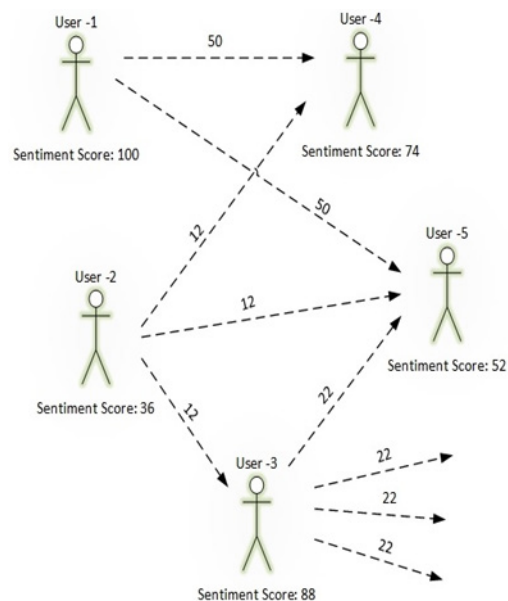 User -1
User -4
50
Sentiment Score: 100
Sentiment Score: 74
12
50
User -5
User -2
12
Sentiment Score: 52
Sentiment Score: 36
12
22
User -3
22
22
22
Sentiment Score: 88